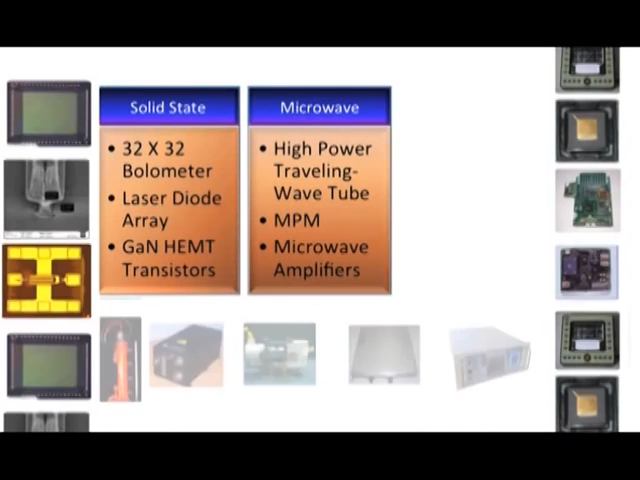 Solid State
• 32 X 32
Bolometer
• Laser Diode
Array
• GaN HEMT
Transistors
Microwave
• High Power
Traveling-
Wave Tube
• MPM
• Microwave
Amplifiers